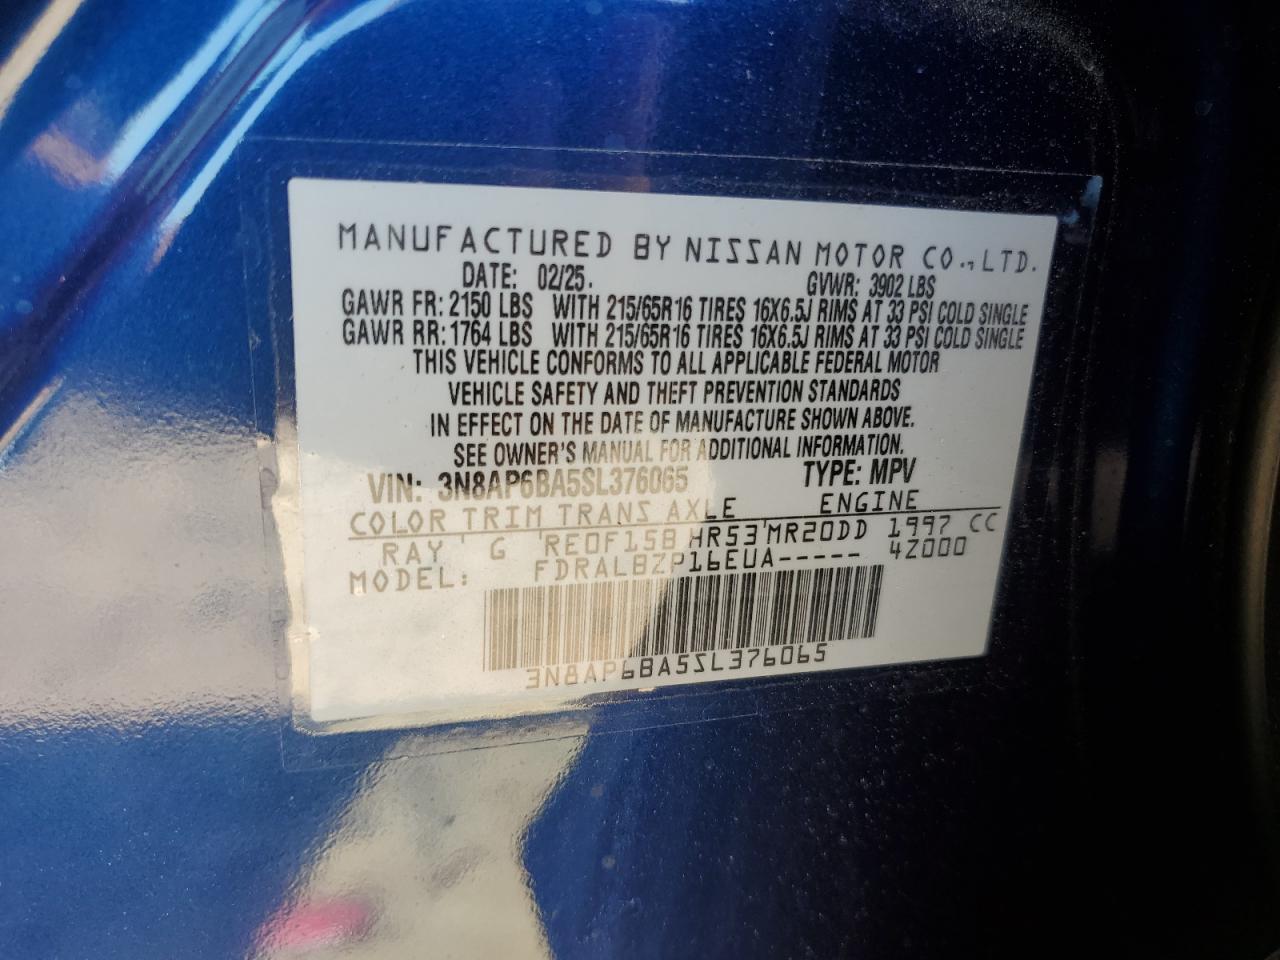 MANUFACTURED BY NISSAN MOTOR CO.,LTD.
DATE: 02/25. GVWR: 3902 LBS
GAWR FR: 2150 LBS WITH 215/65R16 TIRES 16X6.5J RIMS AT 33 PSI COLD SINGLE
GAWR RR: 1764 LBS WITH 215/65R16 TIRES 16X6.5J RIMS AT 33 PSI COLD SINGLE
THIS VEHICLE CONFORMS TO ALL APPLICABLE FEDERAL MOTOR
VEHICLE SAFETY AND THEFT PREVENTION STANDARDS
IN EFFECT ON THE DATE OF MANUFACTURE SHOWN ABOVE.
SEE OWNER'S MANUAL FOR ADDITIONAL INFORMATION.
VIN: 3N8AP6BA5SL376065 TYPE: MPV
COLOR TRIM TRANS AXLE ENGINE
RAY G RE0F15B HR53 MR20DD 1997 CC
MODEL: FDRALBZP16EUA----- 4Z000
3N8AP6BA5SL376065